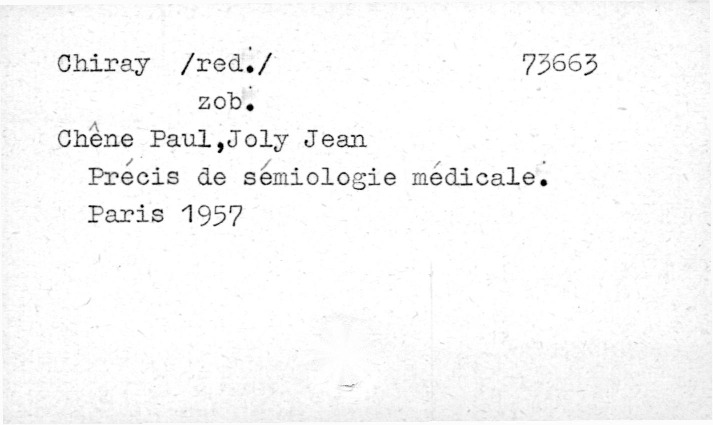 Chiray /red./ 73663
zob.
Chêne Paul,Joly Jean
Précis de sémiologie médicale.
Paris 1957